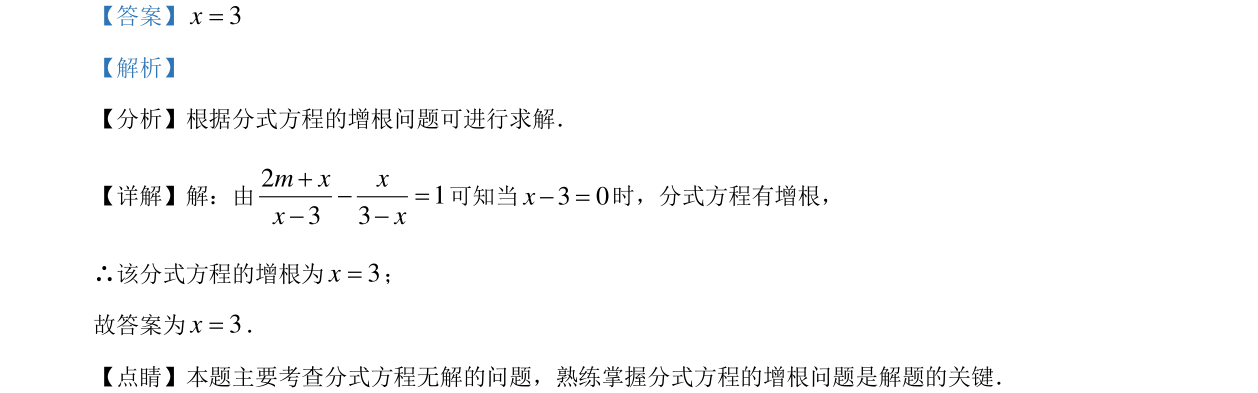 【答案】x = 3
【解析】
【分析】根据分式方程的增根问题可进行求解．
【详解】解：由 \frac{2m+x}{x-3} - \frac{x}{3-x} = 1 可知当 x-3=0 时，分式方程有增根，
∴该分式方程的增根为 x = 3；
故答案为 x = 3．
【点睛】本题主要考查分式方程无解的问题，熟练掌握分式方程的增根问题是解题的关键．